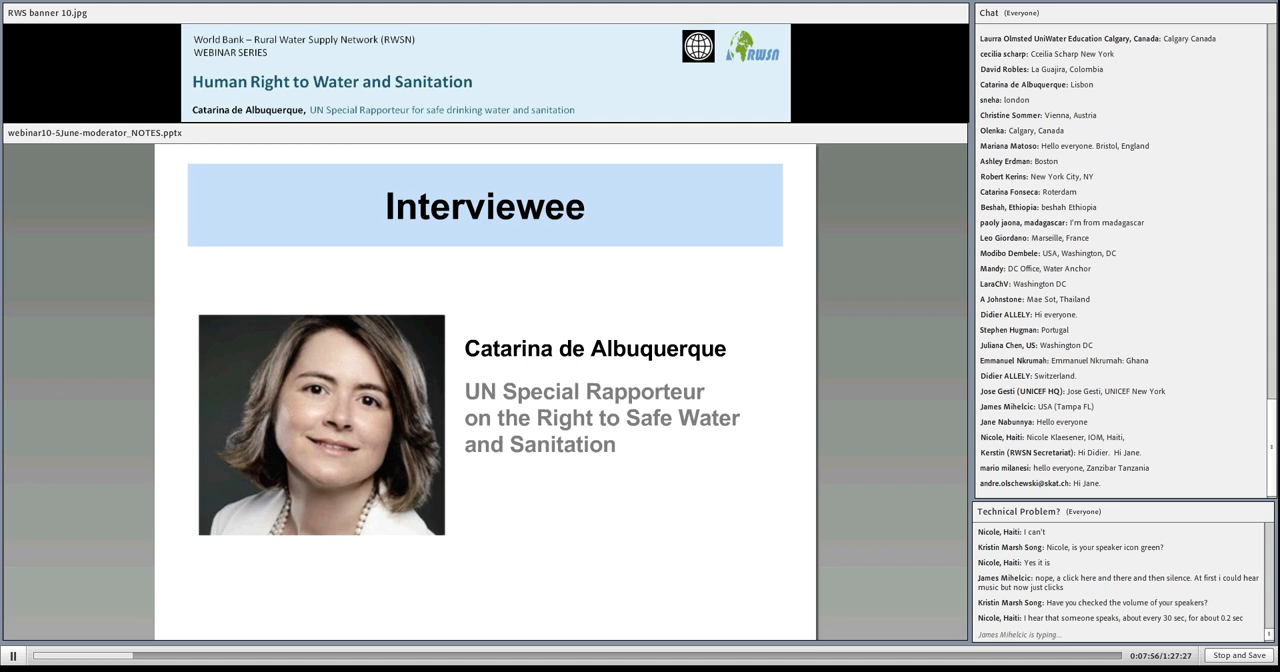 RWS banner 10.jpg
World Bank – Rural Water Supply Network (RWSN)
WEBINAR SERIES
RWSN
Human Right to Water and Sanitation
Catarina de Albuquerque, UN Special Rapporteur for safe drinking water and sanitation
webinar10-5June-moderator_NOTES.pptx
Interviewee
Catarina de Albuquerque
UN Special Rapporteur
on the Right to Safe Water
and Sanitation
Chat (Everyone)
Laurra Olmsted UniWater Education Calgary, Canada: Calgary Canada
cecilia scharp: Cceilia Scharp New York
David Robles: La Guajira, Colombia
Catarina de Albuquerque: Lisbon
sneha: london
Christine Sommer: Vienna, Austria
Olenka: Calgary, Canada
Mariana Matoso: Hello everyone. Bristol, England
Ashley Erdman: Boston
Robert Kerins: New York City, NY
Catarina Fonseca: Roterdam
Beshah, Ethiopia: beshah Ethiopia
paoly jaona, madagascar: I'm from madagascar
Leo Giordano: Marseille, France
Modibo Dembele: USA, Washington, DC
Mandy: DC Office, Water Anchor
LaraChV: Washington DC
A Johnstone: Mae Sot, Thailand
Didier ALLELY: Hi everyone.
Stephen Hugman: Portugal
Juliana Chen, US: Washington DC
Emmanuel Nkrumah: Emmanuel Nkrumah: Ghana
Didier ALLELY: Switzerland.
Jose Gesti (UNICEF HQ): Jose Gesti, UNICEF New York
James Mihelcic: USA (Tampa FL)
Jane Nabunnya: Hello everyone
Nicole, Haiti: Nicole Klaesener, IOM, Haiti,
Kerstin (RWSN Secretariat): Hi Didier. Hi Jane.
mario milanesi: hello everyone, Zanzibar Tanzania
andre.olschewski@skat.ch: Hi Jane.
Technical Problem? (Everyone)
Nicole, Haiti: I can't
Kristin Marsh Song: Nicole, is your speaker icon green?
Nicole, Haiti: Yes it is
James Mihelcic: nope, a click here and there and then silence. At first i could hear
music but now just clicks
Kristin Marsh Song: Have you checked the volume of your speakers?
Nicole, Haiti: I hear that someone speaks, about every 30 sec, for about 0.2 sec
James Mihelcic is typing...
0:07:56/1:27:27
Stop and Save